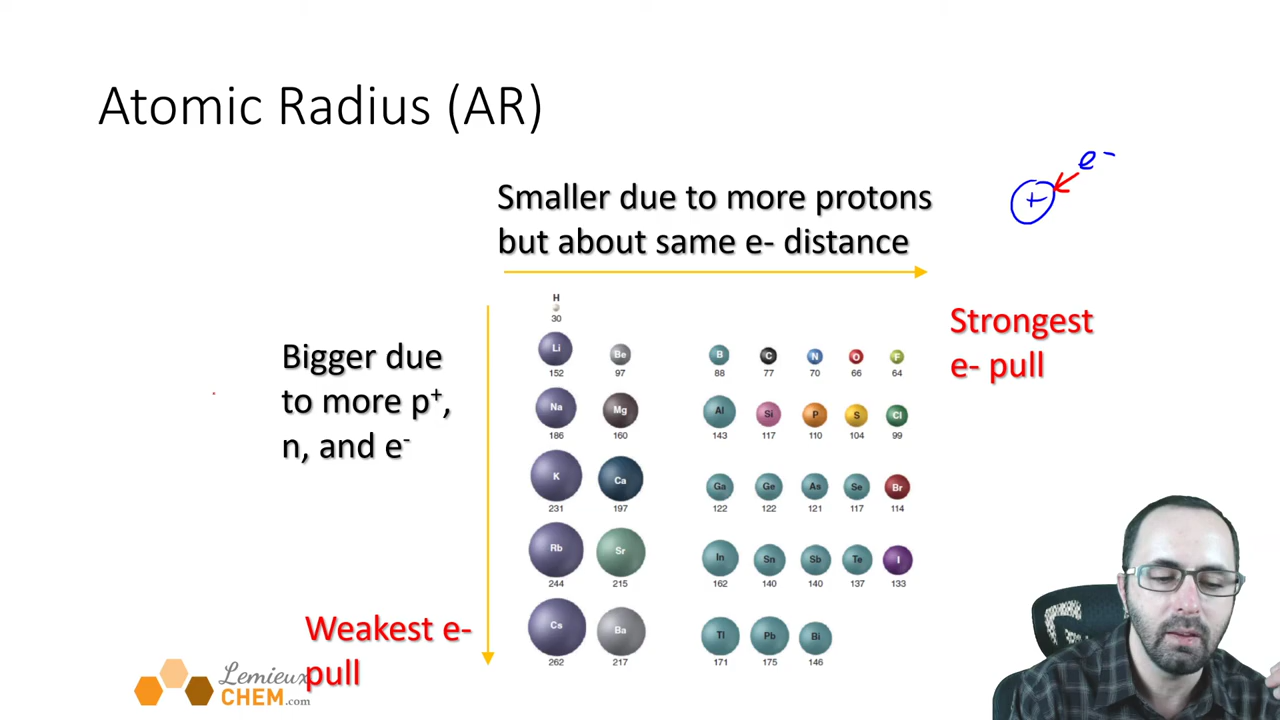 Atomic Radius (AR)
e-
+
Smaller due to more protons
but about same e- distance
Strongest
e- pull
Bigger due
to more p⁺,
n, and e⁻
H
30
Li Be B C N O F
152 97 88 77 70 66 64
Na Mg Al Si P S Cl
186 160 143 117 110 104 99
K Ca Ga Ge As Se Br
231 197 122 122 121 117 114
Rb Sr In Sn Sb Te I
244 215 162 140 140 137 133
Cs Ba Tl Pb Bi
262 217 171 175 146
Weakest e-
pull
Lemieux
CHEM.com